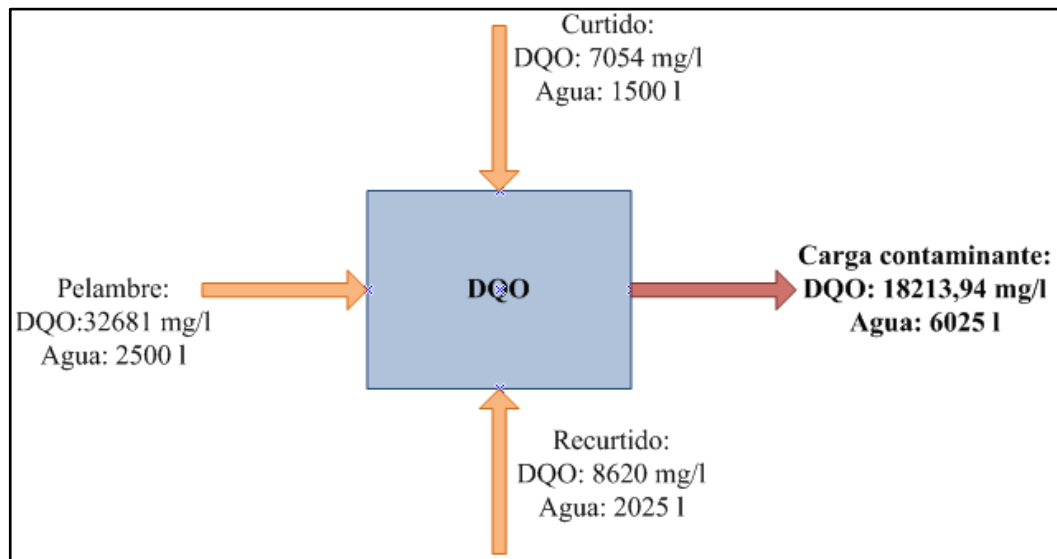 Curtido:
DQO: 7054 mg/l
Agua: 1500 l
Pelambre:
DQO:32681 mg/l
Agua: 2500 l
DQO
Carga contaminante:
DQO: 18213,94 mg/l
Agua: 6025 l
Recurtido:
DQO: 8620 mg/l
Agua: 2025 l